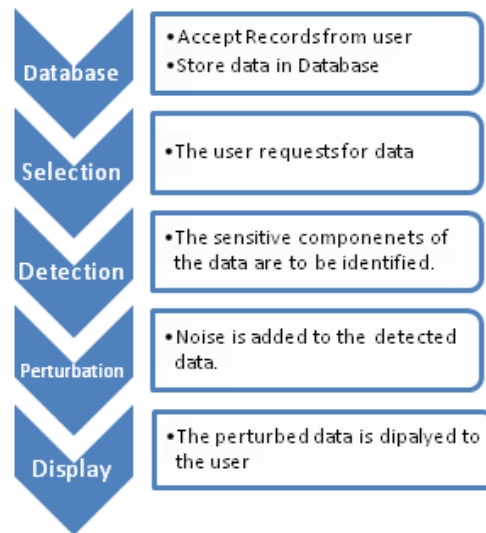 Database
•Accept Records from user
•Store data in Database
Selection
•The user requests for data
Detection
•The sensitive componenets of
the data are to be identified.
Perturbation
•Noise is added to the detected
data.
Display
•The perturbed data is dipalyed to
the user